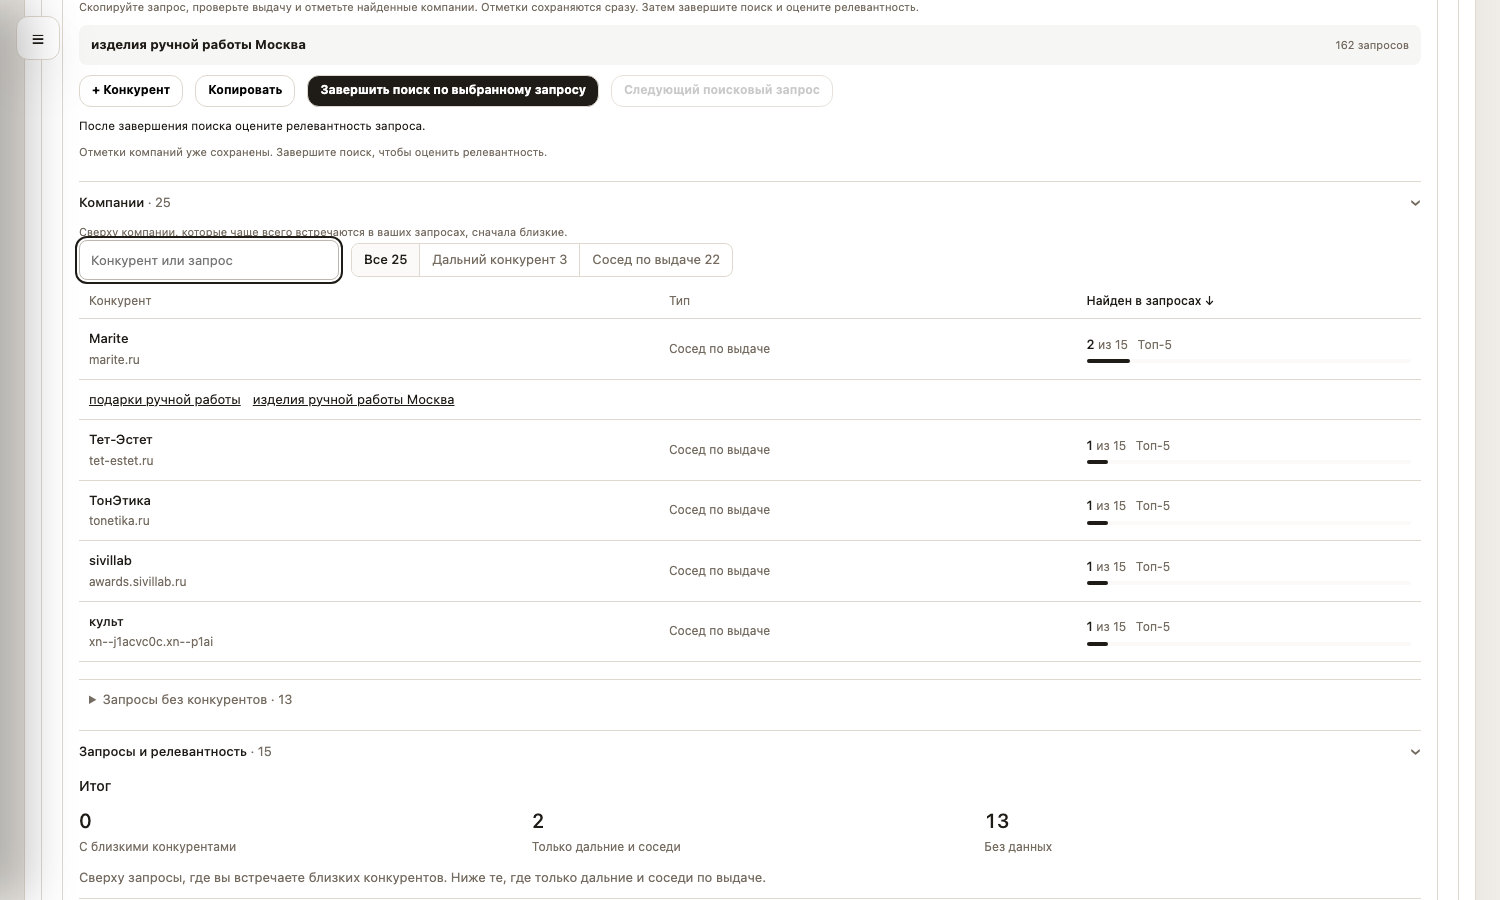 Скопируйте запрос, проверьте выдачу и отметьте найденные компании. Отметки сохраняются сразу. Затем завершите поиск и оцените релевантность.
изделия ручной работы Москва
162 запросов
+ Конкурент
Копировать
Завершить поиск по выбранному запросу
Следующий поисковый запрос
После завершения поиска оцените релевантность запроса.
Отметки компаний уже сохранены. Завершите поиск, чтобы оценить релевантность.
Компании · 25
Сверху компании, которые чаще всего встречаются в ваших запросах, сначала близкие.
Конкурент или запрос
Все 25
Дальний конкурент 3
Сосед по выдаче 22
Конкурент
Тип
Найден в запросах ↓
Marite
marite.ru
Сосед по выдаче
2 из 15 Топ-5
подарки ручной работы
изделия ручной работы Москва
Тет-Эстет
tet-estet.ru
Сосед по выдаче
1 из 15 Топ-5
ТонЭтика
tonetika.ru
Сосед по выдаче
1 из 15 Топ-5
sivillab
awards.sivillab.ru
Сосед по выдаче
1 из 15 Топ-5
культ
xn--j1acvc0c.xn--p1ai
Сосед по выдаче
1 из 15 Топ-5
Запросы без конкурентов · 13
Запросы и релевантность · 15
Итог
0
С близкими конкурентами
2
Только дальние и соседи
13
Без данных
Сверху запросы, где вы встречаете близких конкурентов. Ниже те, где только дальние и соседи по выдаче.